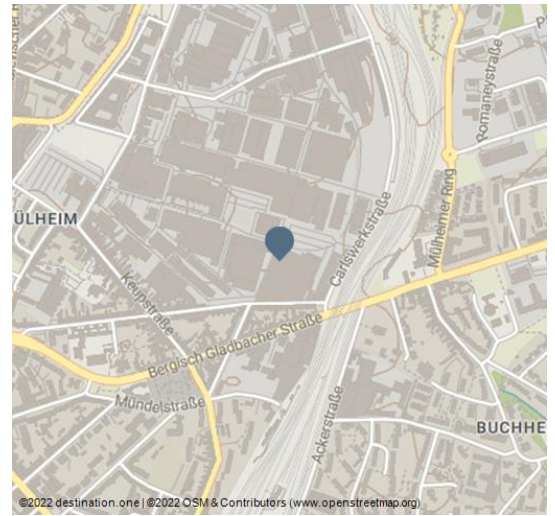 Romaneystraße
Mülheimer Ring
Carlswerkstraße
ÜLHEIM
Keupstraße
Bergisch Gladbacher Straße
Mündelstraße
Ackerstraße
BUCHHE
©2022 destination.one | ©2022 OSM & Contributors (www.openstreetmap.org)